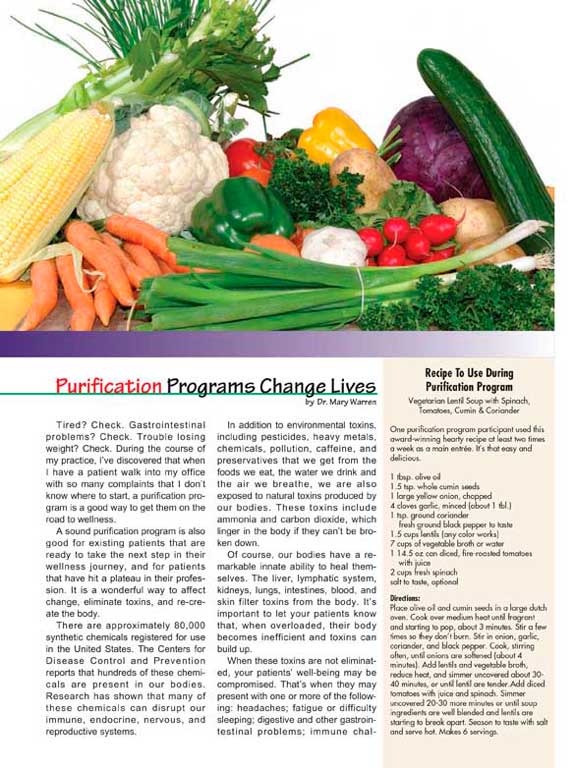 Purification Programs Change Lives
by Dr. Mary Warren
Tired? Check. Gastrointestinal
problems? Check. Trouble losing
weight? Check. During the course of
my practice, i've discovered that when
I have a patient walk into my office
with so many complaints that I don't
know where to start, a purification pro-
gram is a good way to get them on the
road to wellness.
A sound purification program is also
good for existing patients that are
ready to take the next step in their
wellness journey, and for patients
that have hit a plateau in their profes-
sion. It is a wonderful way to affect
change, eliminate toxins, and re-cre-
ate the body.
There are approximately 80,000
synthetic chemicals registered for use
in the United States. The Centers for
Disease Control and Prevention
reports that hundreds of these chemi-
cals are present in our bodies.
Research has shown that many of
these chemicals can disrupt our
immune, endocrine, nervous, and
reproductive systems.
In addition to environmental toxins,
including pesticides, heavy metals,
chemicals, pollution, caffeine, and
preservatives that we get from the
foods we eat, the water we drink and
the air we breathe, we are also
exposed to natural toxins produced by
our bodies. These toxins include
ammonia and carbon dioxide, which
linger in the body if they can't be bro-
ken down.
Of course, our bodies have a re-
markable innate ability to heal them-
selves. The liver, lymphatic system,
kidneys, lungs, intestines, blood, and
skin filter toxins from the body. It's
important to let your patients know
that, when overloaded, their body
becomes inefficient and toxins can
build up.
When these toxins are not eliminat-
ed, your patients' well-being may be
compromised. That's when they may
present with one or more of the follow-
ing: headaches; fatigue or difficulty
sleeping; digestive and other gastroin-
testinal problems; immune chal-
Recipe To Use During
Purification Program
Vegetarian Lentil Soup with Spinach,
Tomatoes, Cumin & Coriander
One purification program participant used this
award-winning hearty recipe at least two times
a week as a main entrée. It's that easy and
delicious.
1 tbsp. olive oil
1.5 tsp. whole cumin seeds
1 large yellow onion, chopped
4 cloves garlic, minced (about 1 tbl.)
1 tsp. ground coriander
fresh ground black pepper to taste
1.5 cups lentils (any color works)
7 cups of vegetable broth or water
1 14.5 oz can diced, fire-roasted tomatoes
with juice
2 cups fresh spinach
salt to taste, optional
Directions:
Place olive oil and cumin seeds in a large dutch
oven. Cook over medium heat until fragrant
and starting to pop, about 3 minutes. Stir a few
times so they don't burn. Stir in onion, garlic,
coriander, and black pepper. Cook, stirring
often, until onions are softened (about 4
minutes). Add lentils and vegetable broth,
reduce heat, and simmer uncovered about 30-
40 minutes, or until lentil are tender.Add diced
tomatoes with juice and spinach. Simmer
uncovered 20-30 more minutes or until soup
ingredients are well blended and lentils are
starting to break apart. Season to taste with salt
and serve hot. Makes 6 servings.